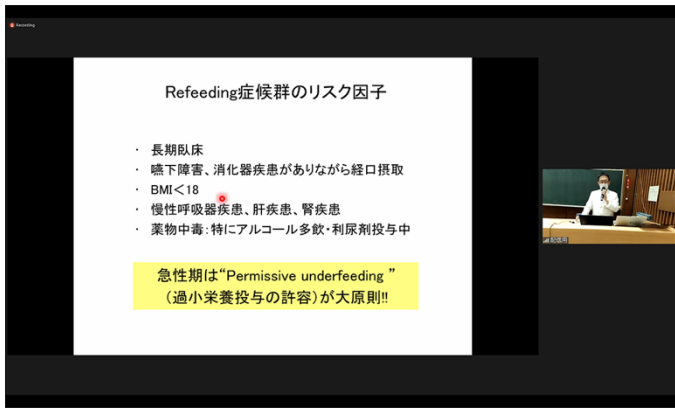 Recording
Refeeding症候群のリスク因子
・ 長期臥床
・ 嚥下障害、消化器疾患がありながら経口摂取
・ BMI＜18
・ 慢性呼吸器疾患、肝疾患、腎疾患
・ 薬物中毒：特にアルコール多飲・利尿剤投与中
急性期は“Permissive underfeeding ”
（過小栄養投与の許容）が大原則!!